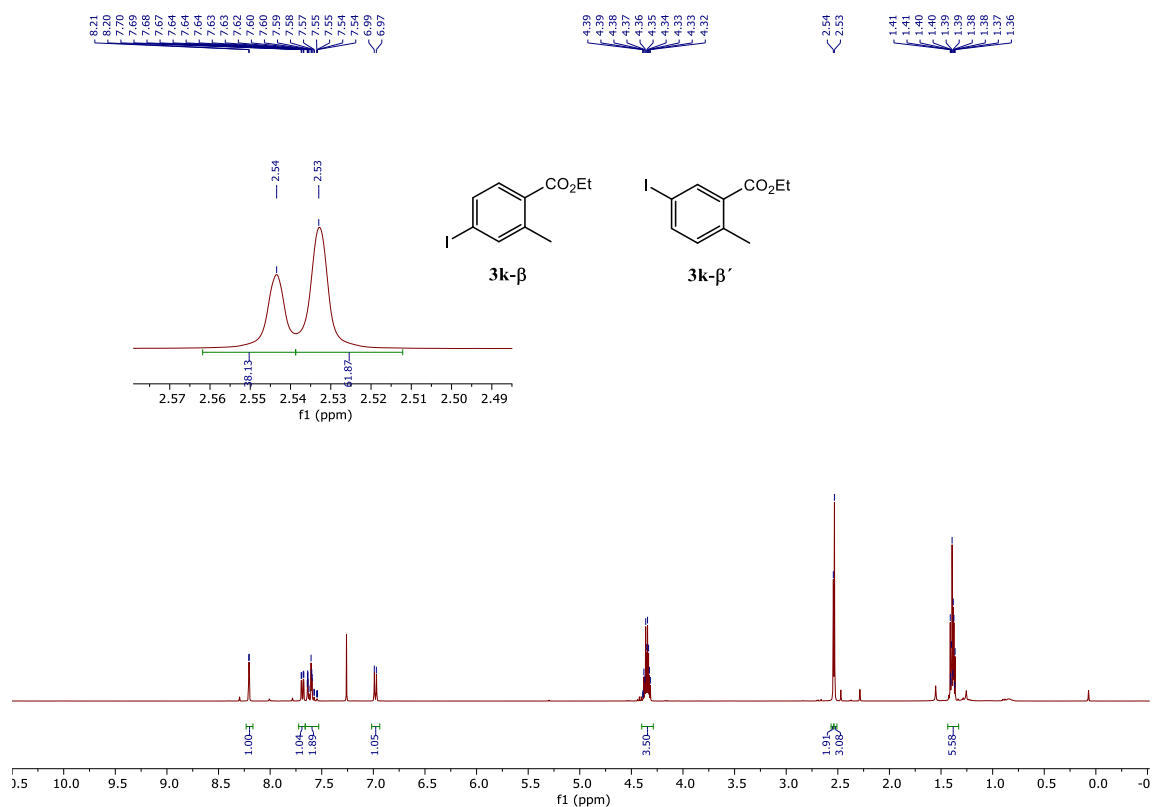 8.21 8.20 7.70 7.69 7.68 7.67 7.64 7.64 7.64 7.63 7.63 7.62 7.60 7.60 7.59 7.58 7.57 7.55 7.55 7.54 7.54 6.99 6.97 4.39 4.39 4.38 4.37 4.36 4.35 4.34 4.33 4.33 4.32 2.54 2.53 1.41 1.41 1.40 1.40 1.39 1.39 1.38 1.38 1.37 1.36
2.54 2.53
CO2Et I CO2Et
I
3k-β 3k-β´
38.13 61.87
2.57 2.56 2.55 2.54 2.53 2.52 2.51 2.50 2.49
f1 (ppm)
1.00 1.04 1.89 1.05 3.50 1.91 3.08 5.58
0.5 10.0 9.5 9.0 8.5 8.0 7.5 7.0 6.5 6.0 5.5 5.0 4.5 4.0 3.5 3.0 2.5 2.0 1.5 1.0 0.5 0.0 -0
f1 (ppm)